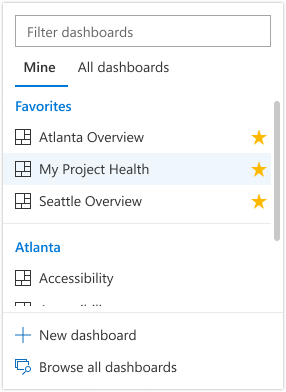 Filter dashboards
Mine All dashboards
Favorites
Atlanta Overview
My Project Health
Seattle Overview
Atlanta
Accessibility
New dashboard
Browse all dashboards